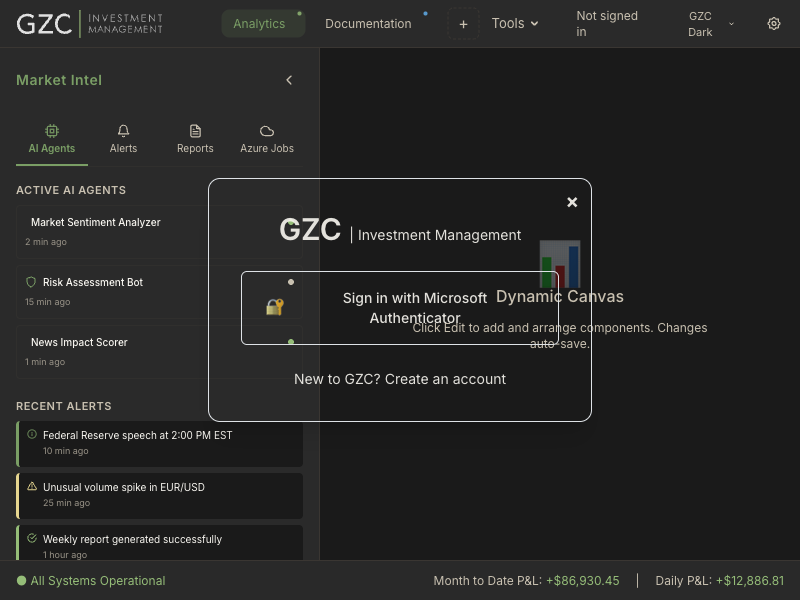 GZC INVESTMENT MANAGEMENT
Analytics
Documentation
+
Tools
Not signed in
GZC Dark
Market Intel
AI Agents
Alerts
Reports
Azure Jobs
ACTIVE AI AGENTS
Market Sentiment Analyzer
2 min ago
Risk Assessment Bot
15 min ago
News Impact Scorer
1 min ago
RECENT ALERTS
Federal Reserve speech at 2:00 PM EST
10 min ago
Unusual volume spike in EUR/USD
25 min ago
Weekly report generated successfully
1 hour ago
×
GZC | Investment Management
Sign in with Microsoft
Authenticator
New to GZC? Create an account
Dynamic Canvas
Click Edit to add and arrange components. Changes
auto-save.
All Systems Operational
Month to Date P&L: +$86,930.45
Daily P&L: +$12,886.81